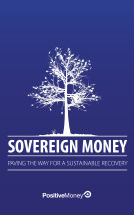 SOVEREIGN MONEY
PAVING THE WAY FOR A SUSTAINABLE RECOVERY
PositiveMoney